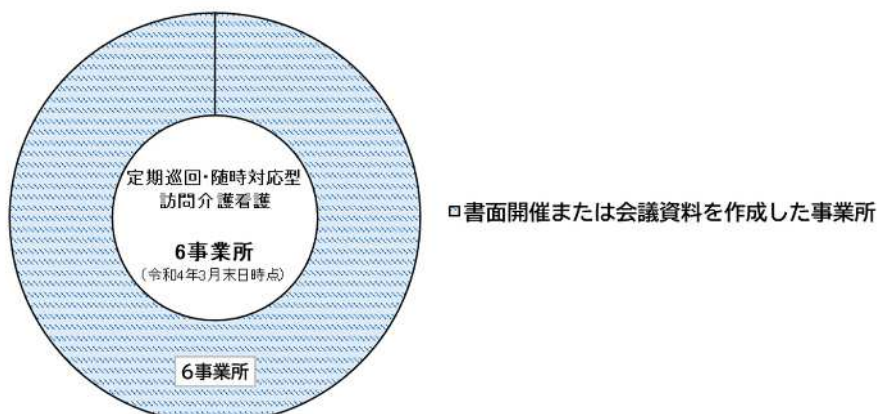 定期巡回・随時対応型
訪問介護看護
6事業所
(令和4年3月末日時点)
書面開催または会議資料を作成した事業所
6事業所